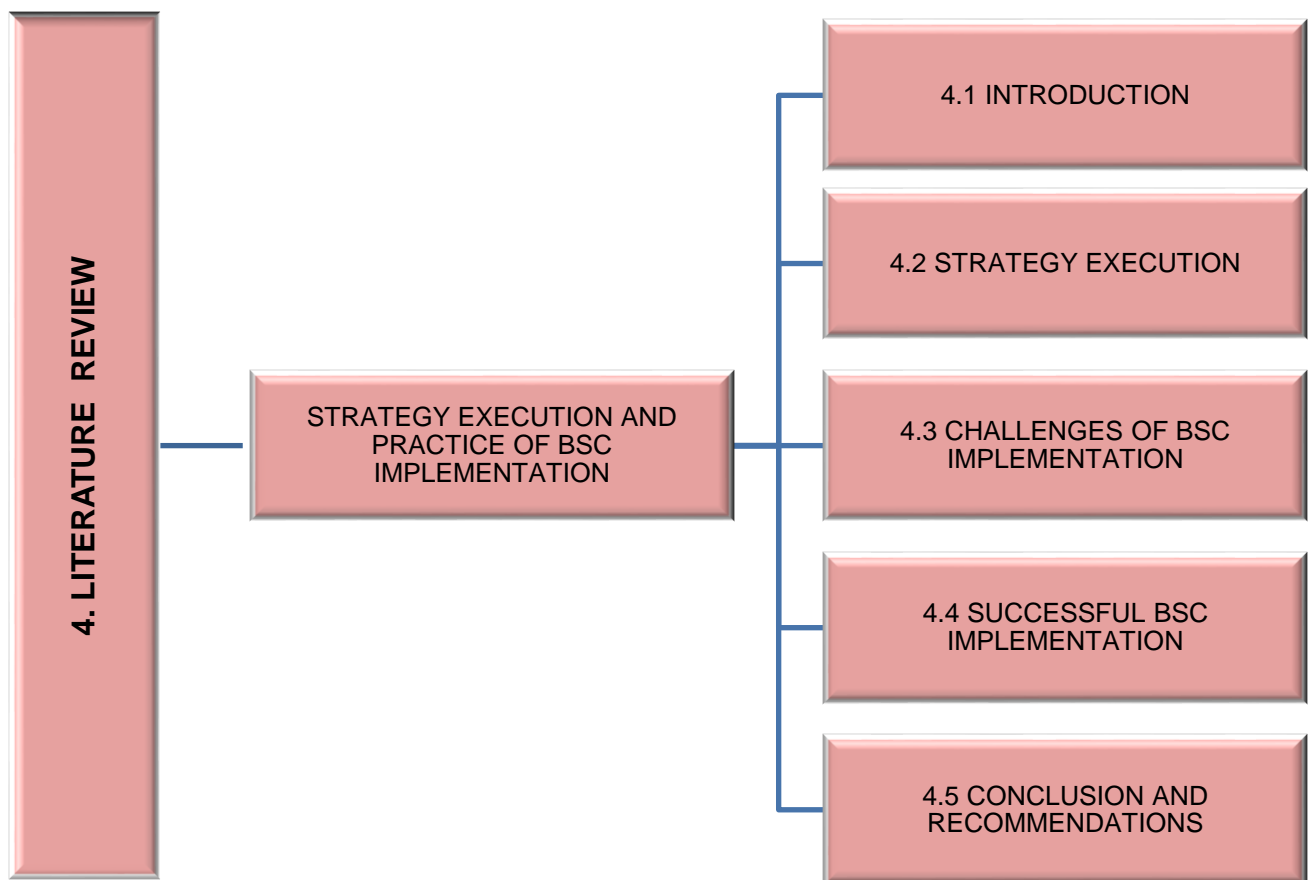 4. LITERATURE REVIEW
STRATEGY EXECUTION AND
PRACTICE OF BSC
IMPLEMENTATION
4.1 INTRODUCTION
4.2 STRATEGY EXECUTION
4.3 CHALLENGES OF BSC
IMPLEMENTATION
4.4 SUCCESSFUL BSC
IMPLEMENTATION
4.5 CONCLUSION AND
RECOMMENDATIONS